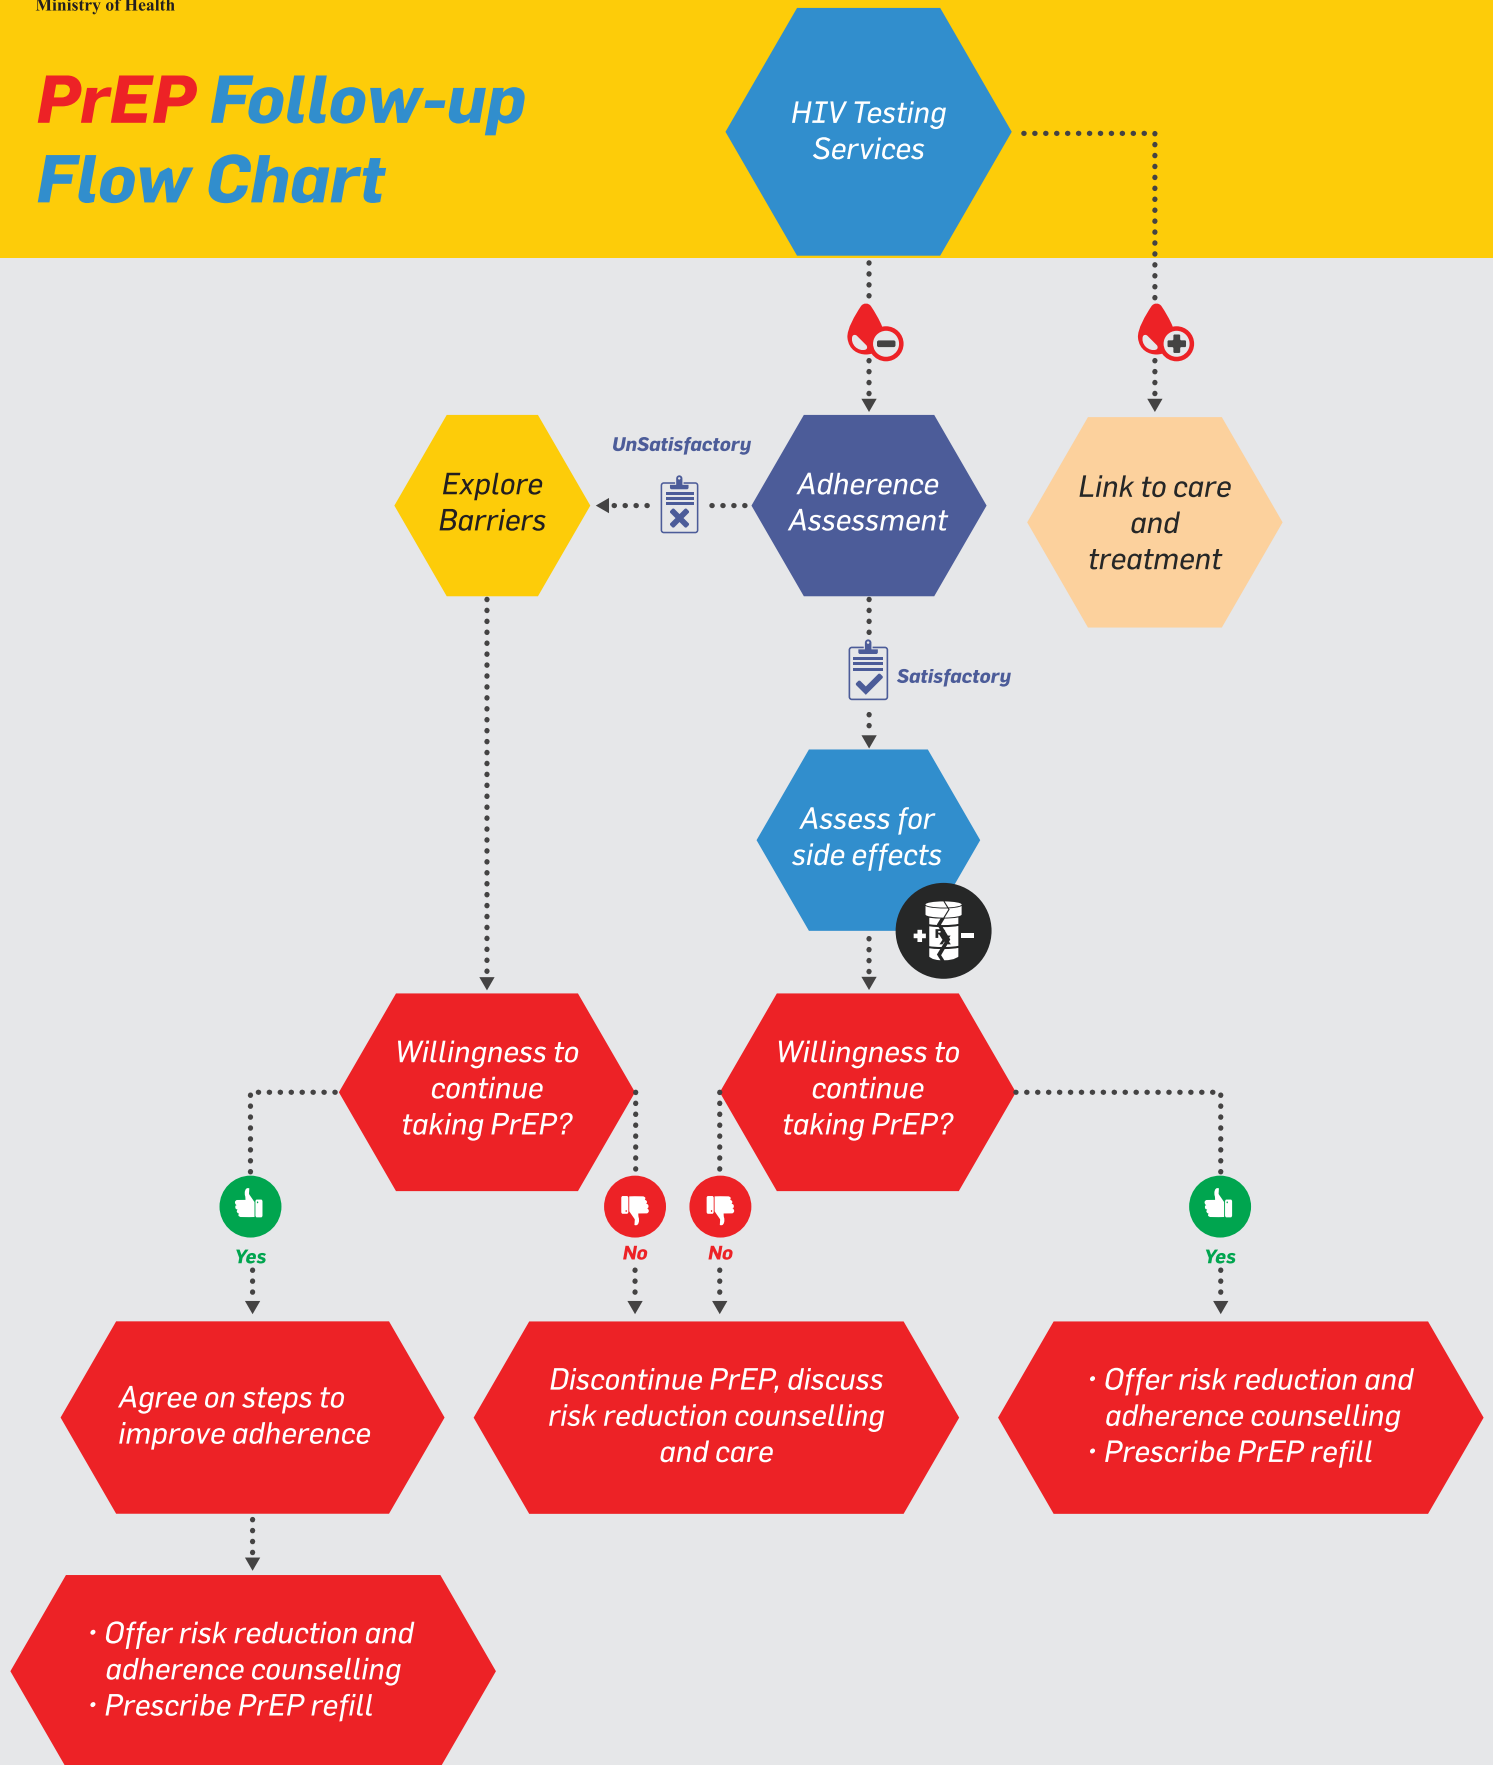 Ministry of Health
PrEP Follow-up
Flow Chart
HIV Testing
Services
UnSatisfactory
Explore
Barriers
Adherence
Assessment
Link to care
and
treatment
Satisfactory
Assess for
side effects
Willingness to
continue
taking PrEP?
Willingness to
continue
taking PrEP?
Yes
No
No
Yes
Agree on steps to
improve adherence
Discontinue PrEP, discuss
risk reduction counselling
and care
• Offer risk reduction and
adherence counselling
• Prescribe PrEP refill
• Offer risk reduction and
adherence counselling
• Prescribe PrEP refill